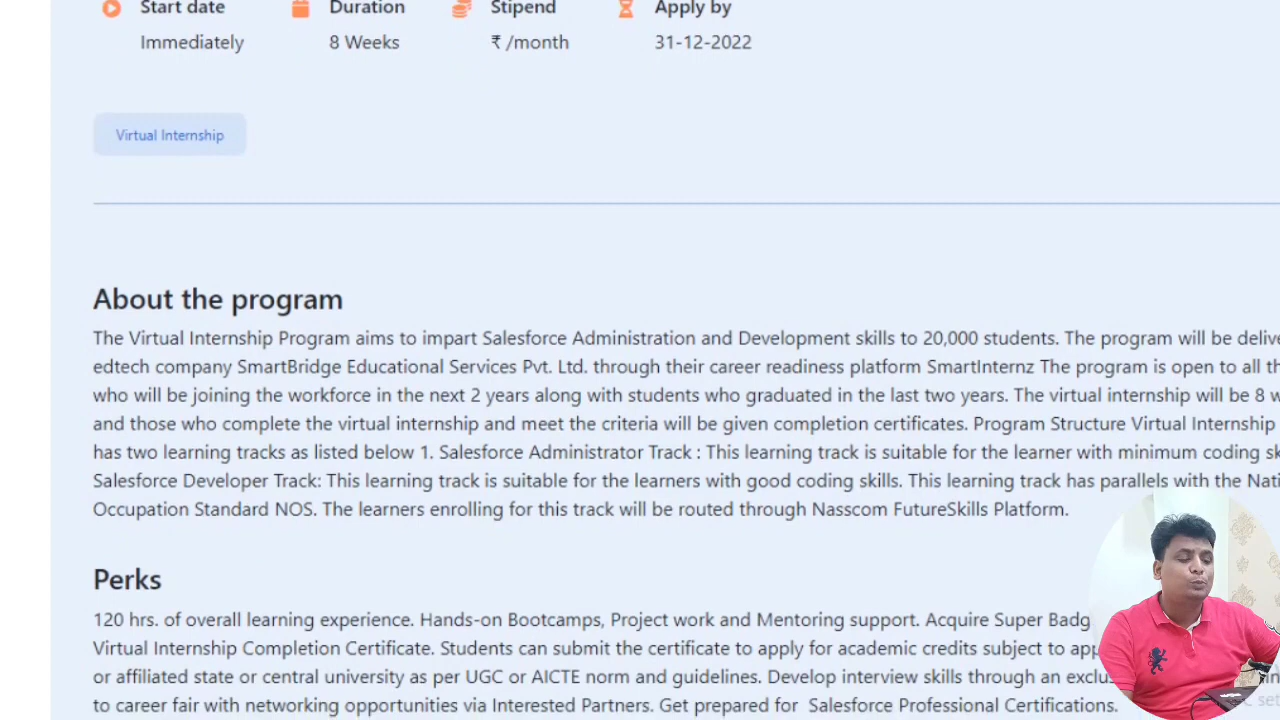 Start date Duration Stipend Apply by
Immediately 8 Weeks ₹ /month 31-12-2022
Virtual Internship
About the program
The Virtual Internship Program aims to impart Salesforce Administration and Development skills to 20,000 students. The program will be
edtech company SmartBridge Educational Services Pvt. Ltd. through their career readiness platform SmartInternz The program is open to all
who will be joining the workforce in the next 2 years along with students who graduated in the last two years. The virtual internship will be 8
and those who complete the virtual internship and meet the criteria will be given completion certificates. Program Structure Virtual Internship
has two learning tracks as listed below 1. Salesforce Administrator Track : This learning track is suitable for the learner with minimum coding
Salesforce Developer Track: This learning track is suitable for the learners with good coding skills. This learning track has parallels with the
Occupation Standard NOS. The learners enrolling for this track will be routed through Nasscom FutureSkills Platform.
Perks
120 hrs. of overall learning experience. Hands-on Bootcamps, Project work and Mentoring support. Acquire Super
Virtual Internship Completion Certificate. Students can submit the certificate to apply for academic credits subject to
or affiliated state or central university as per UGC or AICTE norm and guidelines. Develop interview skills through an
to career fair with networking opportunities via Interested Partners. Get prepared for Salesforce Professional Certifications.